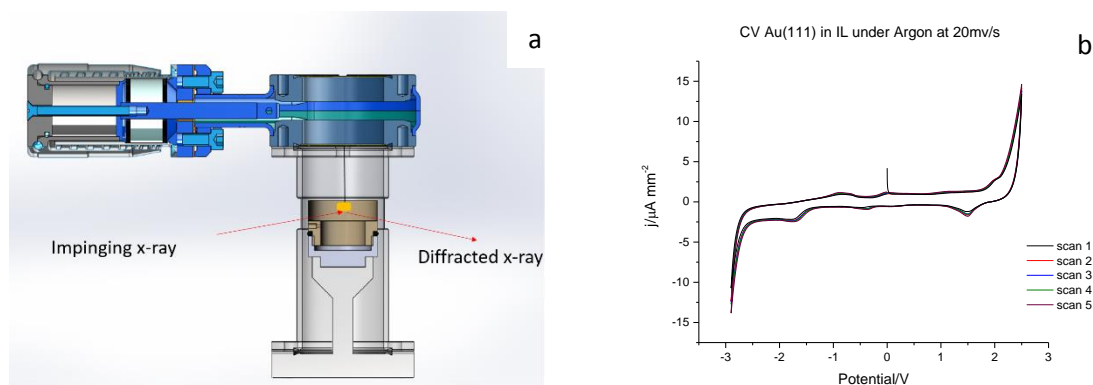 a
Impinging x-ray
Diffracted x-ray
CV Au(111) in IL under Argon at 20mv/s
b
j/μA mm-2
15
10
5
0
-5
-10
-15
-3
-2
-1
0
1
2
3
Potential/V
scan 1
scan 2
scan 3
scan 4
scan 5